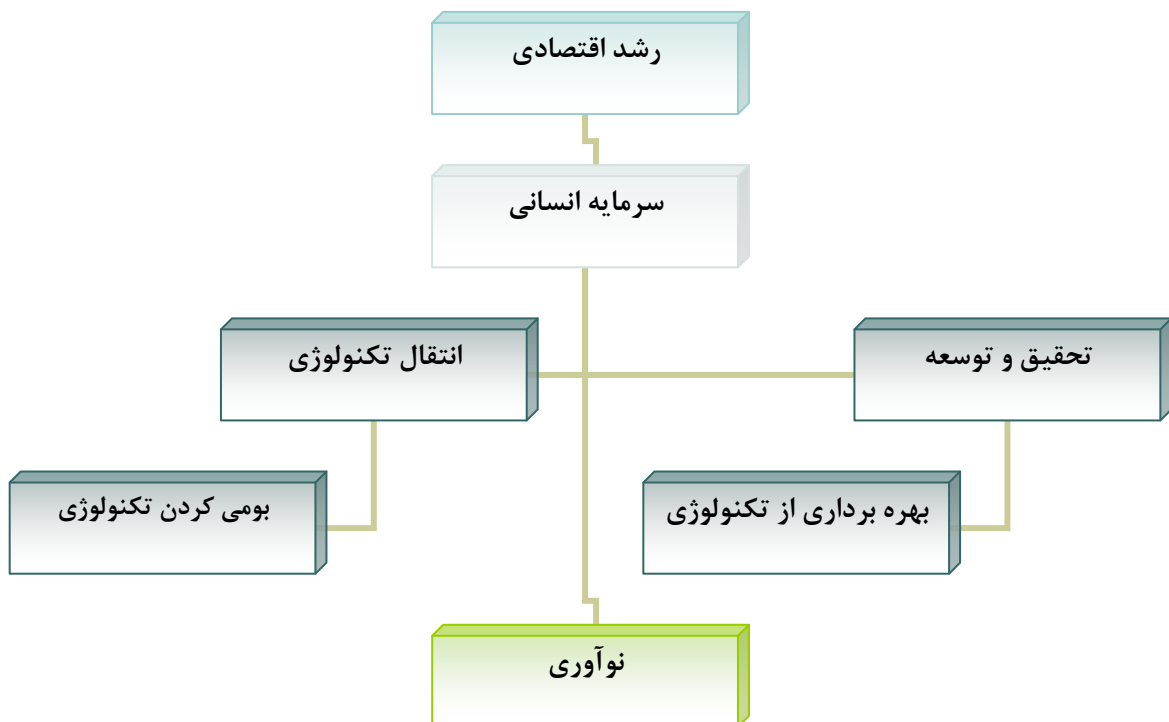 رشد اقتصادی
سرمایه انسانی
تحقیق و توسعه
انتقال تکنولوژی
بهره برداری از تکنولوژی
بومی کردن تکنولوژی
نوآوری